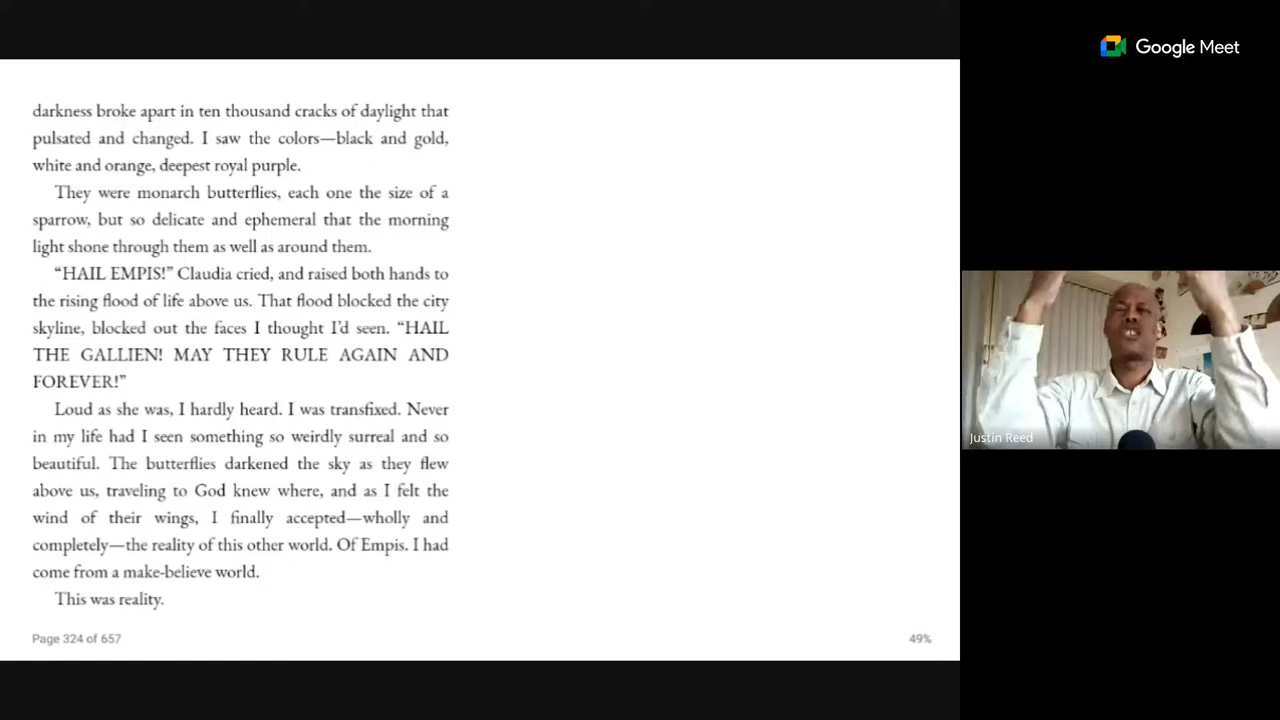 Google Meet
darkness broke apart in ten thousand cracks of daylight that
pulsated and changed. I saw the colors—black and gold,
white and orange, deepest royal purple.
They were monarch butterflies, each one the size of a
sparrow, but so delicate and ephemeral that the morning
light shone through them as well as around them.
“HAIL EMPIS!” Claudia cried, and raised both hands to
the rising flood of life above us. That flood blocked the city
skyline, blocked out the faces I thought I’d seen. “HAIL
THE GALLIEN! MAY THEY RULE AGAIN AND
FOREVER!”
Loud as she was, I hardly heard. I was transfixed. Never
in my life had I seen something so weirdly surreal and so
beautiful. The butterflies darkened the sky as they flew
above us, traveling to God knew where, and as I felt the
wind of their wings, I finally accepted—wholly and
completely—the reality of this other world. Of Empis. I had
come from a make-believe world.
This was reality.
Page 324 of 657
49%
Justin Reed